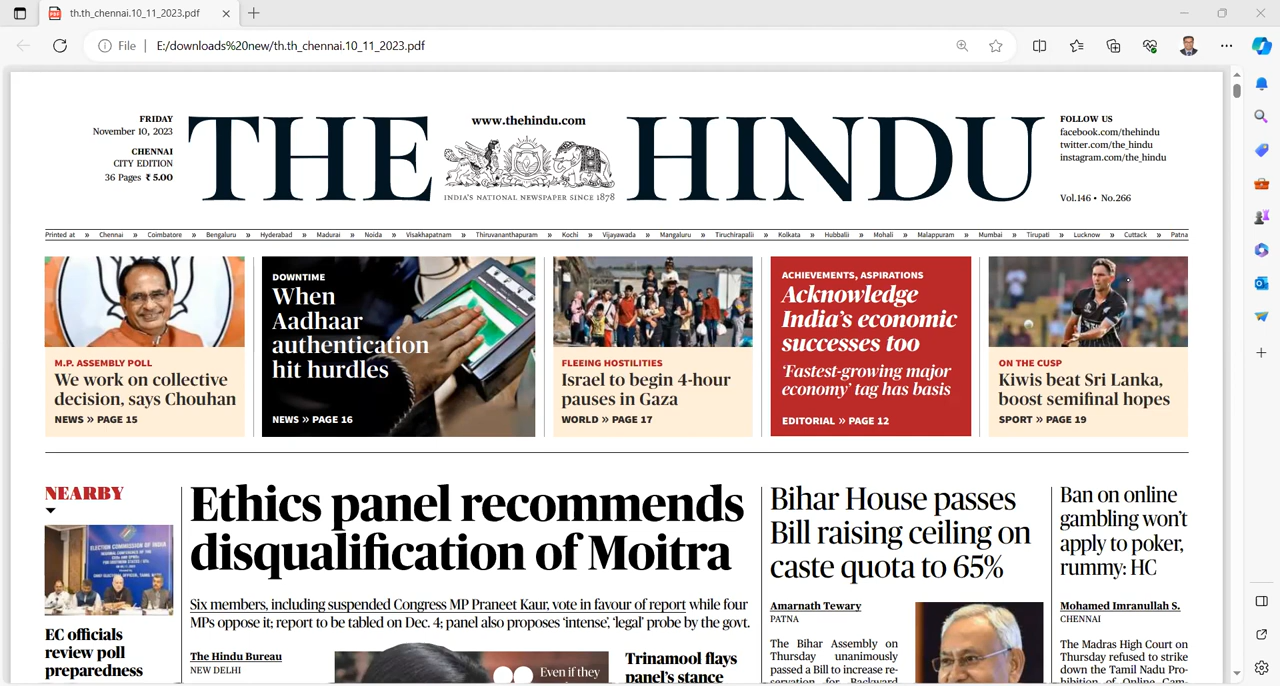 th.th_chennai.10_11_2023.pdf
File
E:/downloads%20new/th.th_chennai.10_11_2023.pdf
FRIDAY
November 10, 2023
CHENNAI
CITY EDITION
36 Pages ₹ 5.00
THE HINDU
www.thehindu.com
INDIA'S NATIONAL NEWSPAPER SINCE 1878
FOLLOW US
facebook.com/thehindu
twitter.com/the_hindu
instagram.com/the_hindu
Vol.146 • No.266
Printed at » Chennai » Coimbatore » Bengaluru » Hyderabad » Madurai » Noida » Visakhapatnam » Thiruvananthapuram » Kochi » Vijayawada » Mangaluru » Tiruchirapalli » Kolkata » Hubballi » Mohali » Malappuram » Mumbai » Tirupati » Lucknow » Cuttack » Patna
M.P. ASSEMBLY POLL
We work on collective
decision, says Chouhan
NEWS » PAGE 15
DOWNTIME
When
Aadhaar
authentication
hit hurdles
NEWS » PAGE 16
FLEEING HOSTILITIES
Israel to begin 4-hour
pauses in Gaza
WORLD » PAGE 17
ACHIEVEMENTS, ASPIRATIONS
Acknowledge
India's economic
successes too
'Fastest-growing major
economy' tag has basis
EDITORIAL » PAGE 12
ON THE CUSP
Kiwis beat Sri Lanka,
boost semifinal hopes
SPORT » PAGE 19
NEARBY
ELECTION COMMISSION OF INDIA
EC officials
review poll
preparedness
Ethics panel recommends
disqualification of Moitra
Six members, including suspended Congress MP Praneet Kaur, vote in favour of report while four
MPs oppose it; report to be tabled on Dec. 4; panel also proposes 'intense', 'legal' probe by the govt.
The Hindu Bureau
NEW DELHI
Even if they
Trinamool flays
panel's stance
Bihar House passes
Bill raising ceiling on
caste quota to 65%
Amarnath Tewary
PATNA
The Bihar Assembly on
Thursday unanimously
passed a Bill to increase re-
servation for Backward
Ban on online
gambling won't
apply to poker,
rummy: HC
Mohamed Imranullah S.
CHENNAI
The Madras High Court on
Thursday refused to strike
down the Tamil Nadu Pro-
hibition of Online Gam-